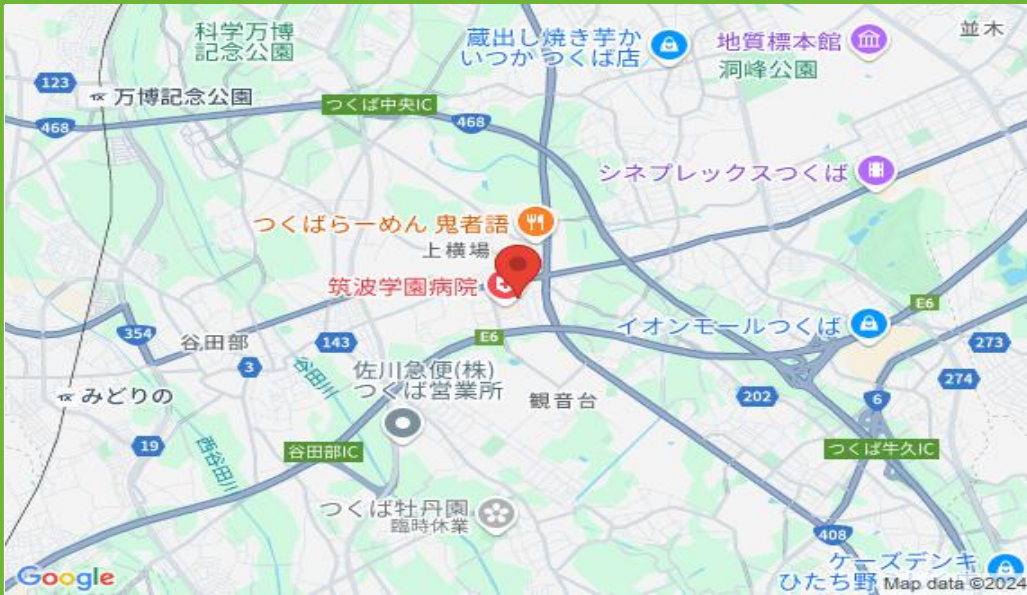 科学万博
記念公園
蔵出し焼き芋か
いつか つくば店
地質標本館
洞峰公園
並木
123
万博記念公園
つくば中央IC
468
468
シネプレックスつくば
つくばらーめん 鬼者語
上横場
筑波学園病院
E6
354
谷田部
143
E6
イオンモールつくば
273
3
谷田川
佐川急便(株)
つくば営業所
観音台
274
みどりの
202
6
19
西谷田川
谷田部IC
つくば牛久IC
つくば牡丹園
臨時休業
408
ケーズデンキ
ひたち野
Google
Map data ©2024